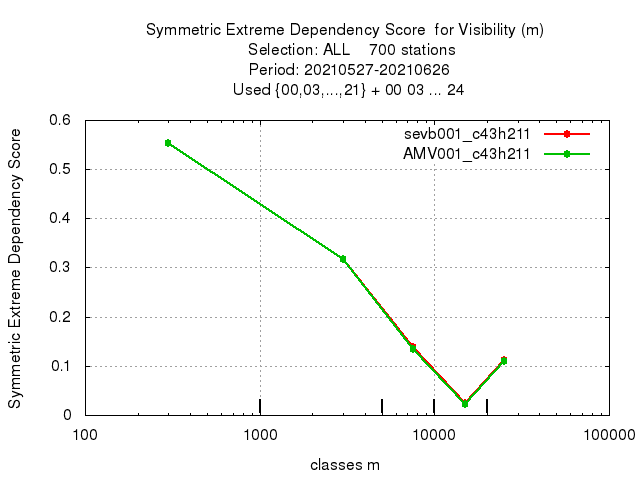 Symmetric Extreme Dependency Score  for Visibility (m)
Selection: ALL    700 stations
Period: 20210527-20210626
Used {00,03,...,21} + 00 03 ... 24
sevb001_c43h211
AMV001_c43h211
Symmetric Extreme Dependency Score
0.6
0.5
0.4
0.3
0.2
0.1
0
100 1000 10000 100000
classes m